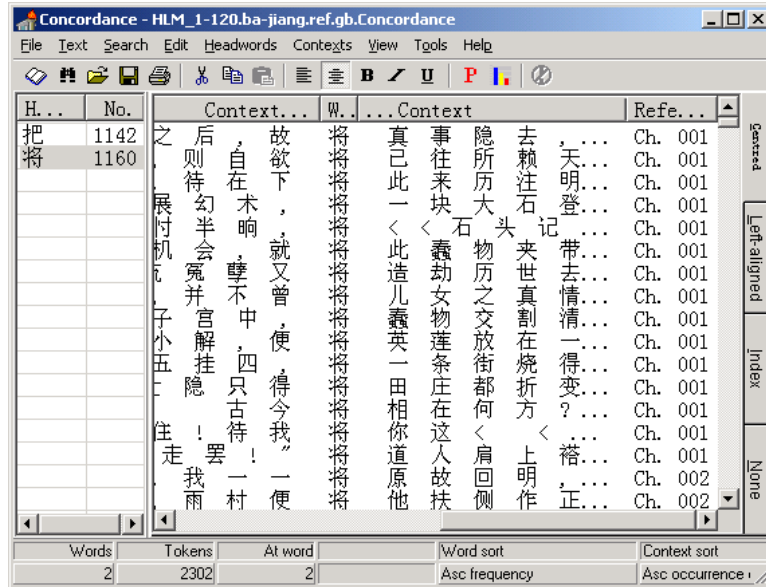 Concordance - HLM_1-120.ba-jiang.ref.gb.Concordance
File Text Search Edit Headwords Contexts View Tools Help
B U P
H... No. Context... W.. ...Context Refe...
把 1142 之 后 , 故 将 真 事 隐 去 , ... Ch. 001
将 1160 则 自 欲 将 已 往 所 赖 天... Ch. 001
待 在 下 将 此 来 历 注 明... Ch. 001
展 幻 术 , 将 一 块 大 石 登... Ch. 001
忖 半 晌 , 将 < < 石 头 记 ... Ch. 001
机 会 , 就 将 此 蠢 物 夹 带... Ch. 001
冤 孽 又 将 造 劫 历 世 去... Ch. 001
并 不 曾 将 儿 女 之 真 情... Ch. 001
子 宫 中 , 将 蠢 物 交 割 清... Ch. 001
小 解 , 便 将 英 莲 放 在 一... Ch. 001
五 挂 四 , 将 一 条 街 烧 得... Ch. 001
隐 只 得 将 田 庄 都 折 变... Ch. 001
古 今 将 相 在 何 方 ? ... Ch. 001
住 ! 待 我 将 你 这 < < ... Ch. 001
走 罢 ! ” 将 道 人 肩 上 褡... Ch. 001
我 一 一 将 原 故 回 明 , ... Ch. 002
雨 村 便 将 他 扶 侧 作 正... Ch. 002
Centred
Left-aligned
Index
None
Words Tokens At word Word sort Context sort
2 2302 2 Asc frequency Asc occurrence